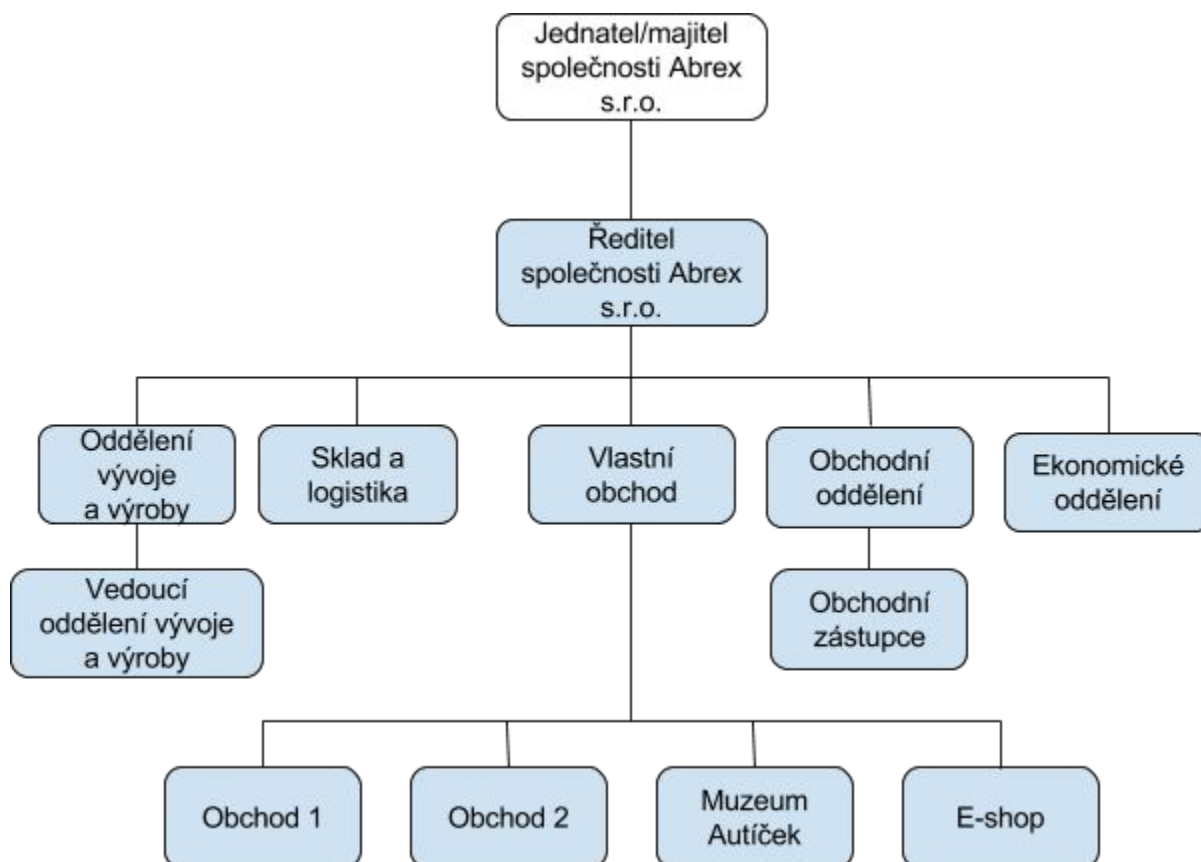 Jednatel/majitel
společnosti Abrex
s.r.o.
Ředitel
společnosti Abrex
s.r.o.
Oddělení
vývoje
a výroby
Sklad a
logistika
Vlastní
obchod
Obchodní
oddělení
Ekonomické
oddělení
Vedoucí
oddělení vývoje
a výroby
Obchodní
zástupce
Obchod 1
Obchod 2
Muzeum
Autíček
E-shop